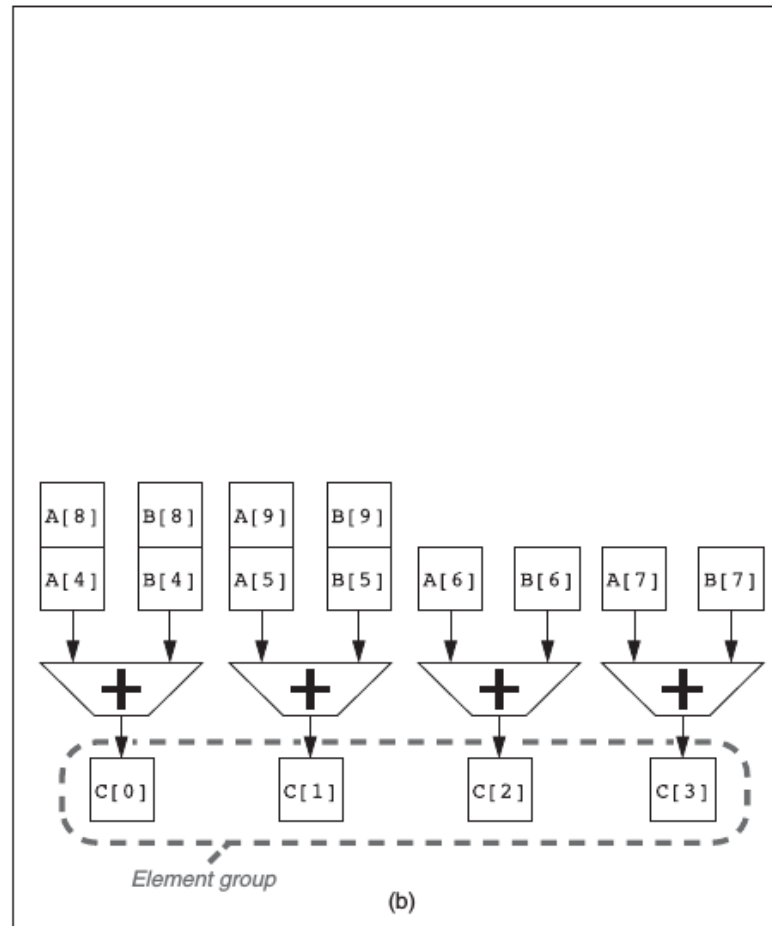 A[8] B[8] A[9] B[9]
A[4] B[4] A[5] B[5] A[6] B[6] A[7] B[7]
+ + + +
C[0] C[1] C[2] C[3]
Element group
(b)